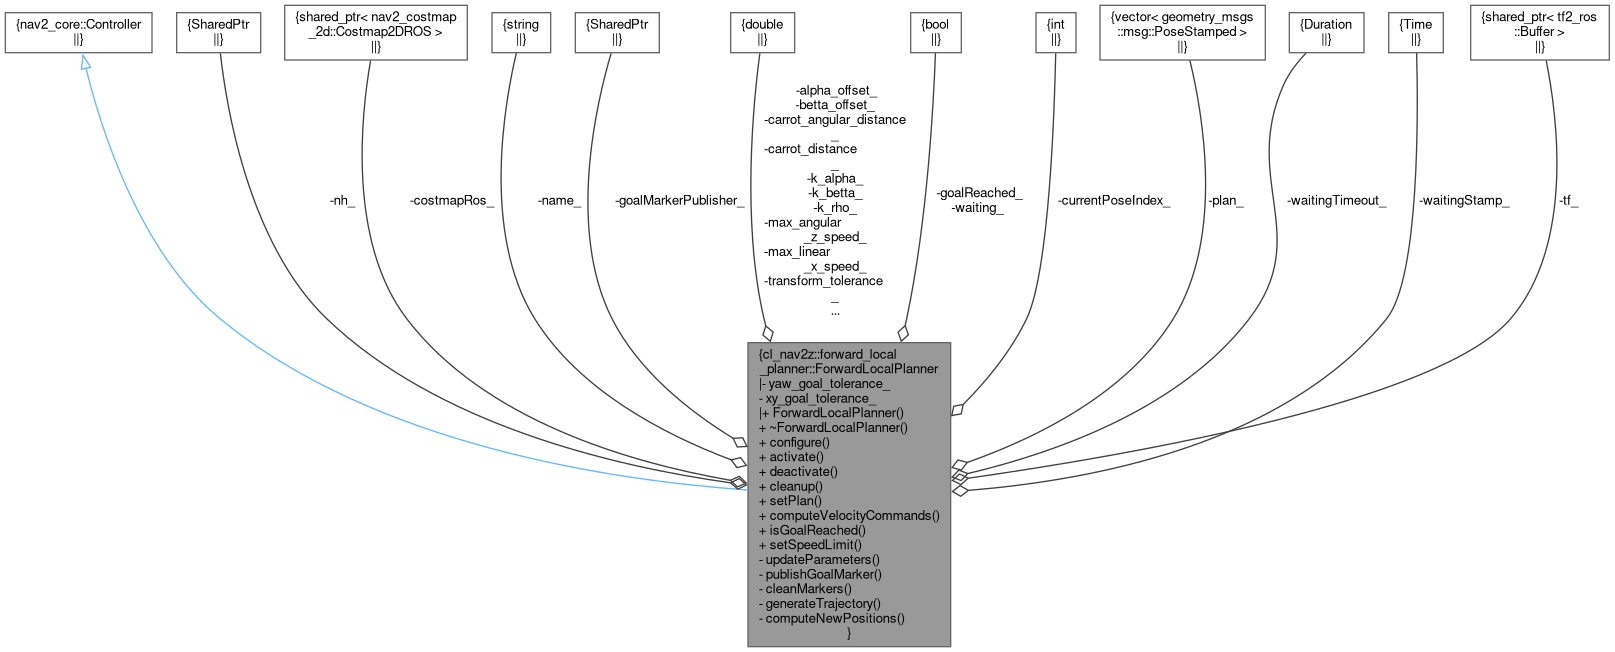 {nav2_core::Controller
||}
{SharedPtr
||}
{shared_ptr< nav2_costmap
_2d::Costmap2DROS >
||}
{string
||}
{SharedPtr
||}
{double
||}
{bool
||}
{int
||}
{vector< geometry_msgs
::msg::PoseStamped >
||}
{Duration
||}
{Time
||}
{shared_ptr< tf2_ros
::Buffer >
||}
-nh_
-costmapRos_
-name_
-goalMarkerPublisher_
-alpha_offset_
-betta_offset_
-carrot_angular_distance
_
-carrot_distance
_
-k_alpha_
-k_betta_
-k_rho_
-max_angular
_z_speed_
-max_linear
_x_speed_
-transform_tolerance
_
...
-goalReached_
-waiting_
-currentPoseIndex_
-plan_
-waitingTimeout_
-waitingStamp_
-tf_
{cl_nav2z::forward_local
_planner::ForwardLocalPlanner
|- yaw_goal_tolerance_
- xy_goal_tolerance_
|+ ForwardLocalPlanner()
+ ~ForwardLocalPlanner()
+ configure()
+ activate()
+ deactivate()
+ cleanup()
+ setPlan()
+ computeVelocityCommands()
+ isGoalReached()
+ setSpeedLimit()
- updateParameters()
- publishGoalMarker()
- cleanMarkers()
- generateTrajectory()
- computeNewPositions()
}